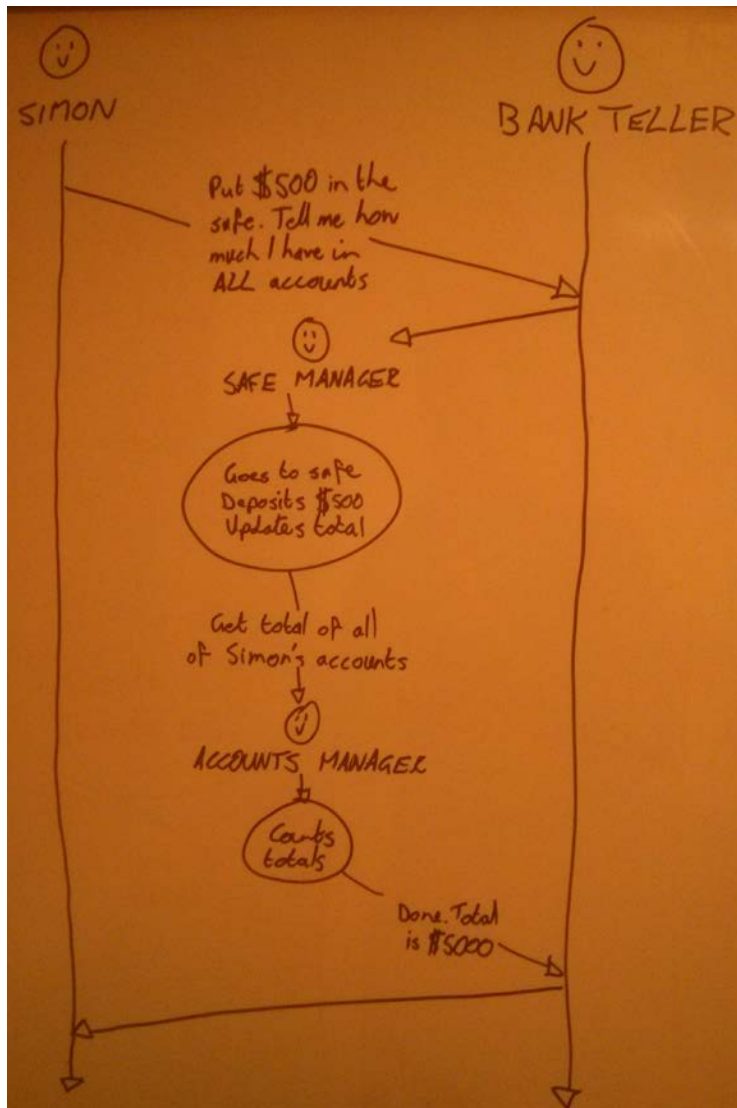 SIMON
BANK TELLER
Put $500 in the
safe. Tell me how
much I have in
ALL accounts
SAFE MANAGER
Goes to safe
Deposits $500
Updates total
Get total of all
of Simon's accounts
ACCOUNTS MANAGER
Counts
totals
Done. Total
is $5000